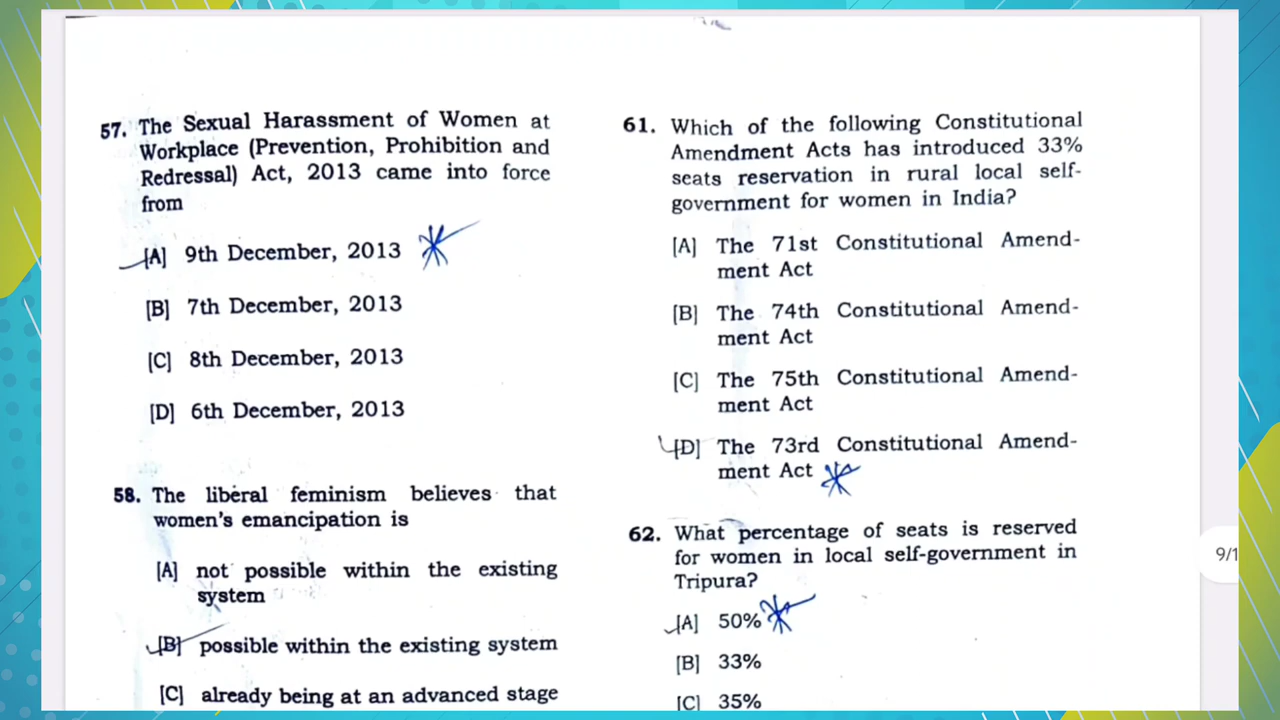 57. The Sexual Harassment of Women at
Workplace (Prevention, Prohibition and
Redressal) Act, 2013 came into force
from
[A] 9th December, 2013
[B] 7th December, 2013
[C] 8th December, 2013
[D] 6th December, 2013
58. The liberal feminism believes that
women's emancipation is
[A] not possible within the existing
system
[B] possible within the existing system
[C] already being at an advanced stage
61. Which of the following Constitutional
Amendment Acts has introduced 33%
seats reservation in rural local self-
government for women in India?
[A] The 71st Constitutional Amend-
ment Act
[B] The 74th Constitutional Amend-
ment Act
[C] The 75th Constitutional Amend-
ment Act
[D] The 73rd Constitutional Amend-
ment Act
62. What percentage of seats is reserved
for women in local self-government in
Tripura?
[A] 50%
[B] 33%
[C] 35%
9/1